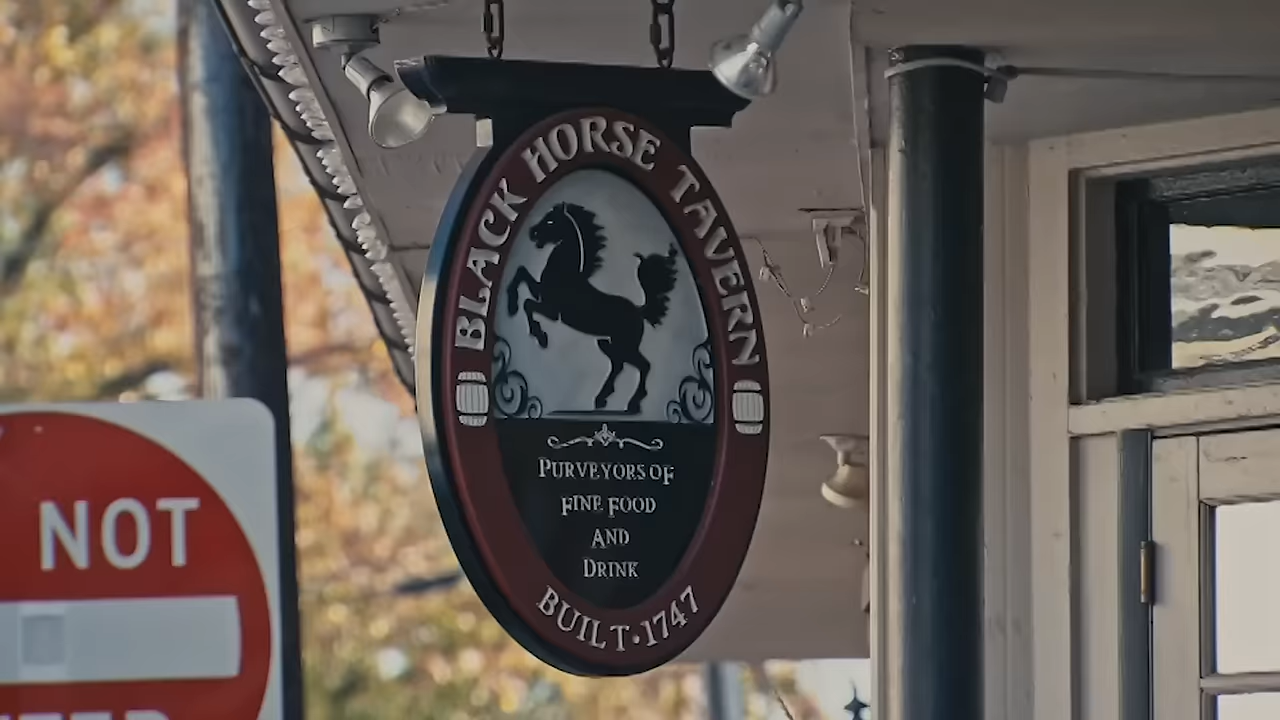 BLACK HORSE TAVERN
PURVEYORS OF
FINE FOOD
AND
DRINK
BUILT·1747
NOT